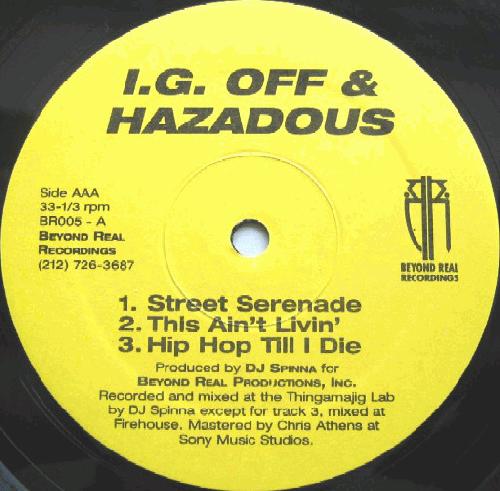 I.G. OFF &
HAZADOUS
Side AAA
33-1/3 rpm
BR005 - A
BEYOND REAL
RECORDINGS
(212) 726-3687
BEYOND REAL
RECORDINGS
1. Street Serenade
2. This Ain't Livin'
3. Hip Hop Till I Die
Produced by DJ SPINNA for
BEYOND REAL PRODUCTIONS, INC.
Recorded and mixed at the Thingamajig Lab
by DJ Spinna except for track 3, mixed at
Firehouse. Mastered by Chris Athens at
Sony Music Studios.